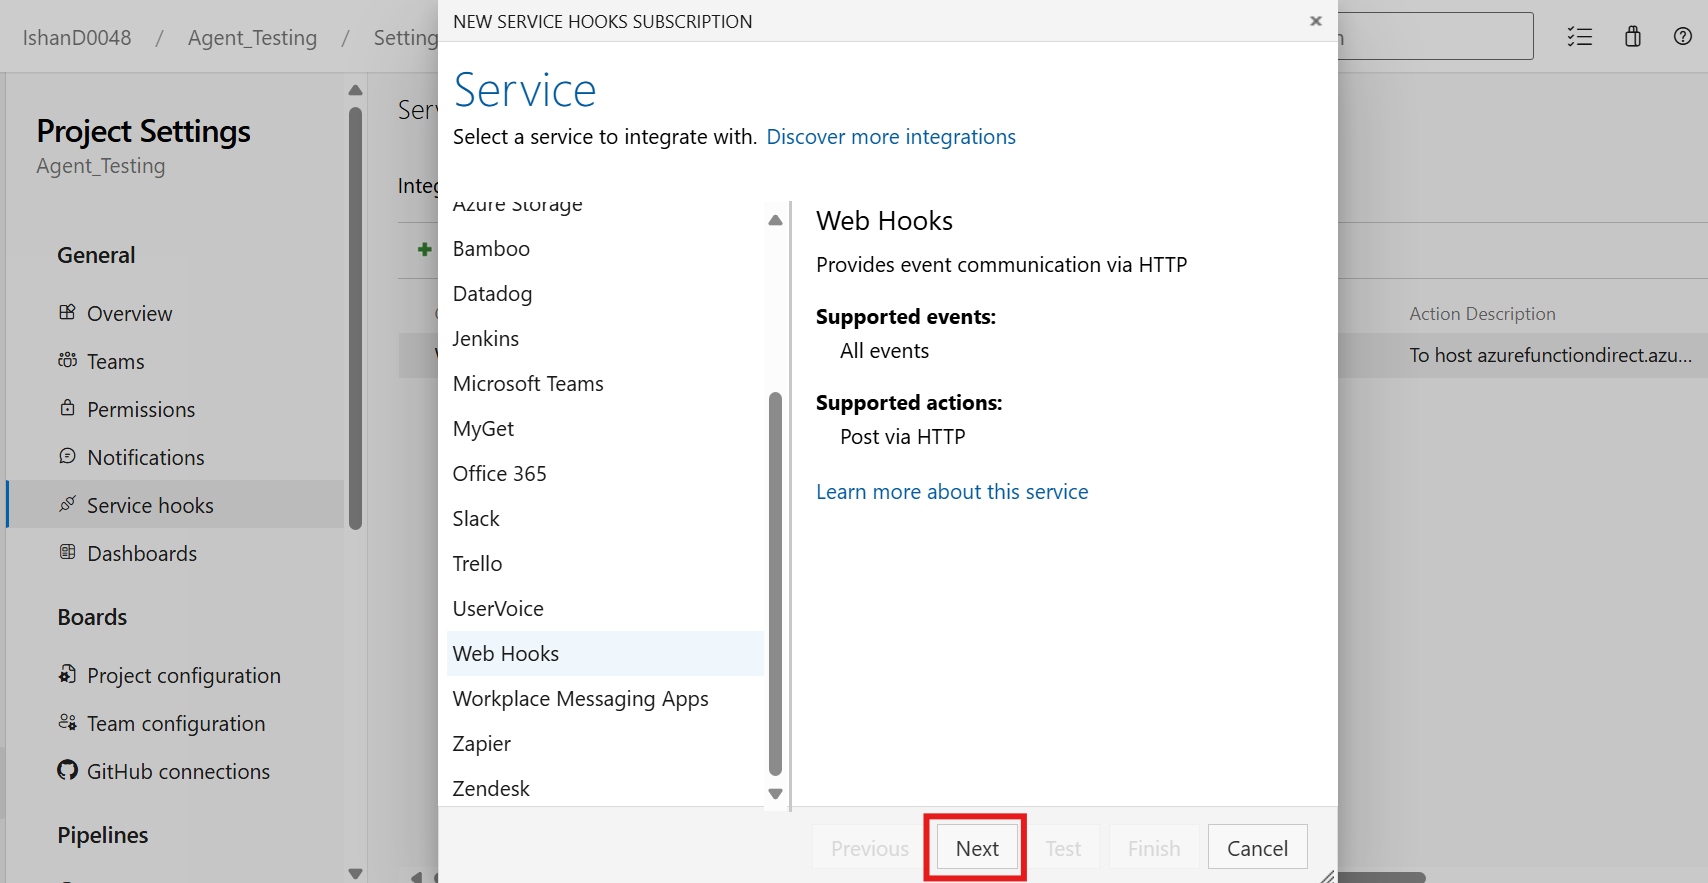 NEW SERVICE HOOKS SUBSCRIPTION
IshanD0048 / Agent_Testing / Setting
Service
Select a service to integrate with. Discover more integrations
Project Settings
Agent_Testing
General
Overview
Teams
Permissions
Notifications
Service hooks
Dashboards
Boards
Project configuration
Team configuration
GitHub connections
Pipelines
Ser
Integ
Azure Storage
Bamboo
Datadog
Jenkins
Microsoft Teams
MyGet
Office 365
Slack
Trello
UserVoice
Web Hooks
Workplace Messaging Apps
Zapier
Zendesk
Web Hooks
Provides event communication via HTTP
Supported events:
All events
Supported actions:
Post via HTTP
Learn more about this service
Action Description
To host azurefunctiondirect.azu...
Previous
Next
Test
Finish
Cancel